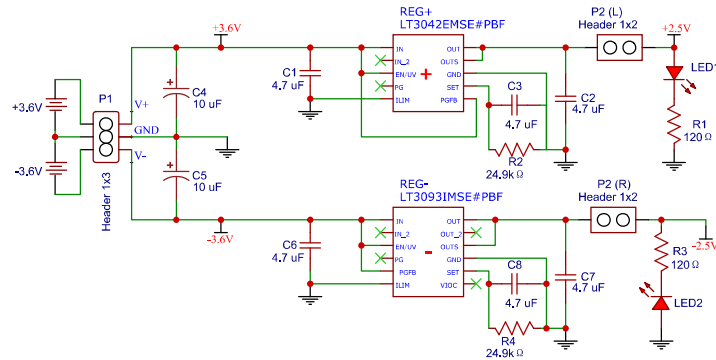 REG+
LT3042EMSE#PBF
P2 (L)
Header 1x2
+3.6V
+2.5V
IN
IN_2
EN/UV
PG
ILIM
+
OUT
OUTS
GND
SET
PGFB
C1
4.7 uF
C3
4.7 uF
R2
24.9k Ω
C2
4.7 uF
LED1
R1
120 Ω
P1
V+
GND
V-
+3.6V
-3.6V
Header 1x3
C4
10 uF
C5
10 uF
REG-
LT3093IMSE#PBF
P2 (R)
Header 1x2
-3.6V
-2.5V
IN
IN_2
EN/UV
PG
PGFB
ILIM
-
OUT
OUT_2
OUTS
GND
SET
VIOC
C6
4.7 uF
C8
4.7 uF
R4
24.9k Ω
C7
4.7 uF
R3
120 Ω
LED2